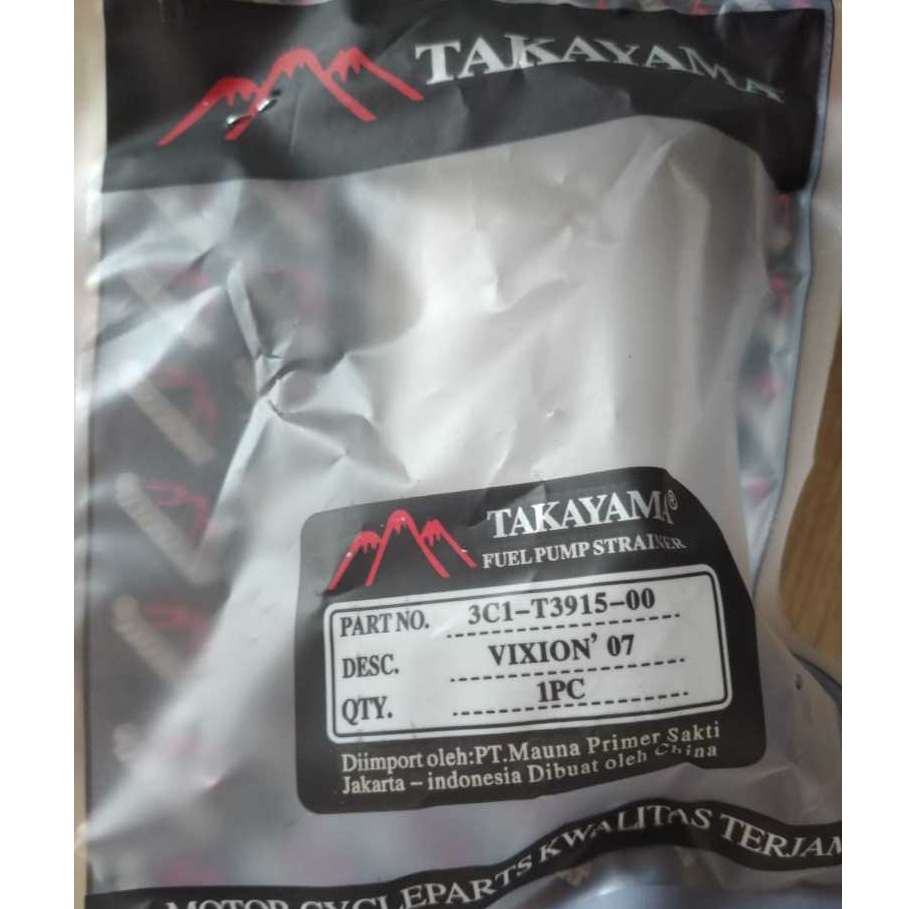 TAKAYAMA
TAKAYAMA®
FUEL PUMP STRAINER
PART NO. 3C1-T3915-00
DESC. VIXION' 07
QTY. 1PC
Diimport oleh:PT.Mauna Primer Sakti
Jakarta - indonesia Dibuat oleh China
MOTOR CYCLEPARTS KWALITAS TERJAM